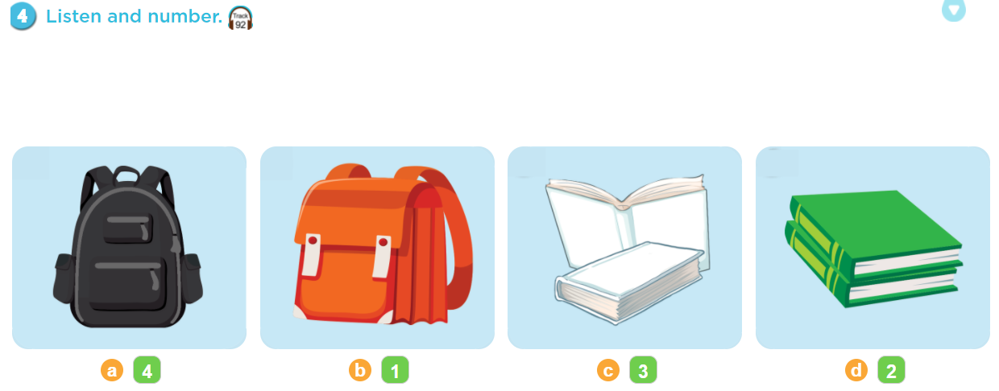 4 Listen and number. Track 92
a 4 b 1 c 3 d 2